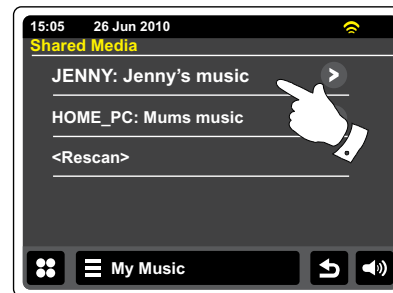 15:05 26 Jun 2010
Shared Media
JENNY: Jenny's music
HOME_PC: Mums music
<Rescan>
My Music